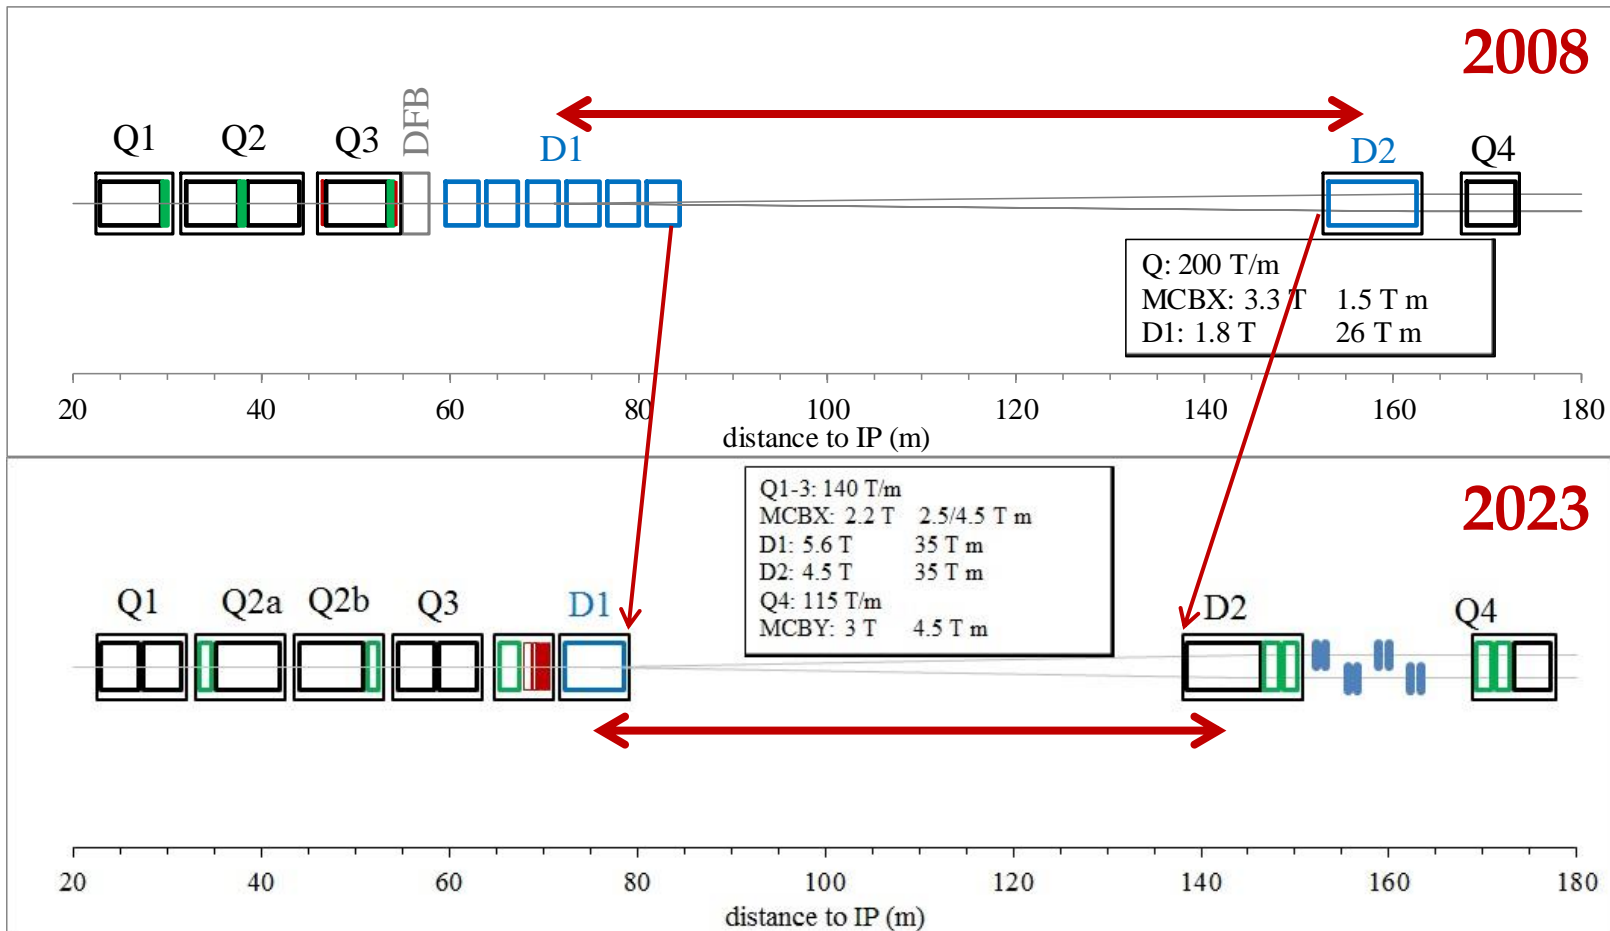 2008
Q1
Q2
Q3
DFB
D1
D2
Q4
Q: 200 T/m
MCBX: 3.3 T 1.5 T m
D1: 1.8 T 26 T m
20 40 60 80 100 120 140 160 180
distance to IP (m)
2023
Q1-3: 140 T/m
MCBX: 2.2 T 2.5/4.5 T m
D1: 5.6 T 35 T m
D2: 4.5 T 35 T m
Q4: 115 T/m
MCBY: 3 T 4.5 T m
Q1
Q2a
Q2b
Q3
D1
D2
Q4
20 40 60 80 100 120 140 160 180
distance to IP (m)